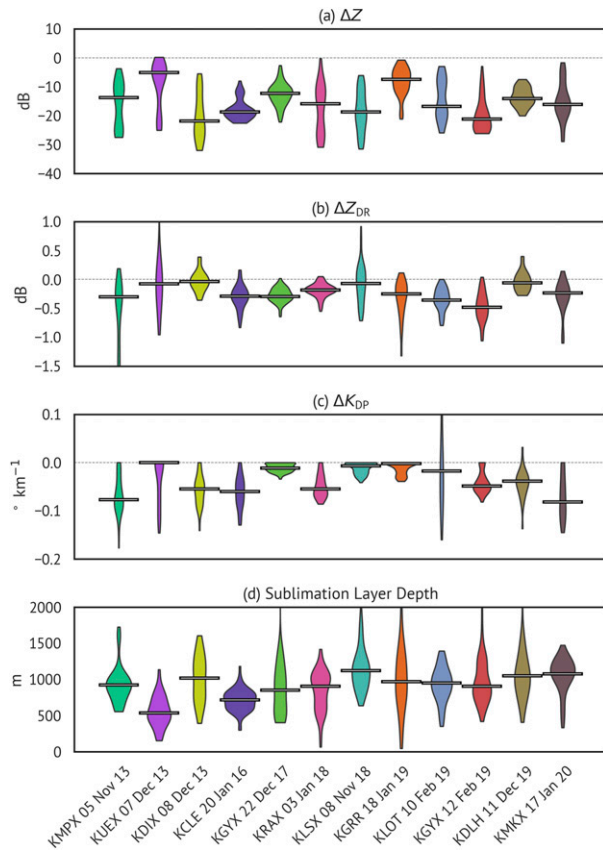 (a) ΔZ
10
0
−10
−20
−30
−40
dB
(b) ΔZDR
1.0
0.5
0.0
−0.5
−1.0
−1.5
dB
(c) ΔKDP
0.1
0.0
−0.1
−0.2
° km−1
(d) Sublimation Layer Depth
2000
1500
1000
500
0
m
KMPX 05 Nov 13
KUEX 07 Dec 13
KDIX 08 Dec 13
KCLE 20 Jan 16
KGYX 22 Dec 17
KRAX 03 Jan 18
KLSX 08 Nov 18
KGRR 18 Jan 19
KLOT 10 Feb 19
KGYX 12 Feb 19
KDLH 11 Dec 19
KMKX 17 Jan 20